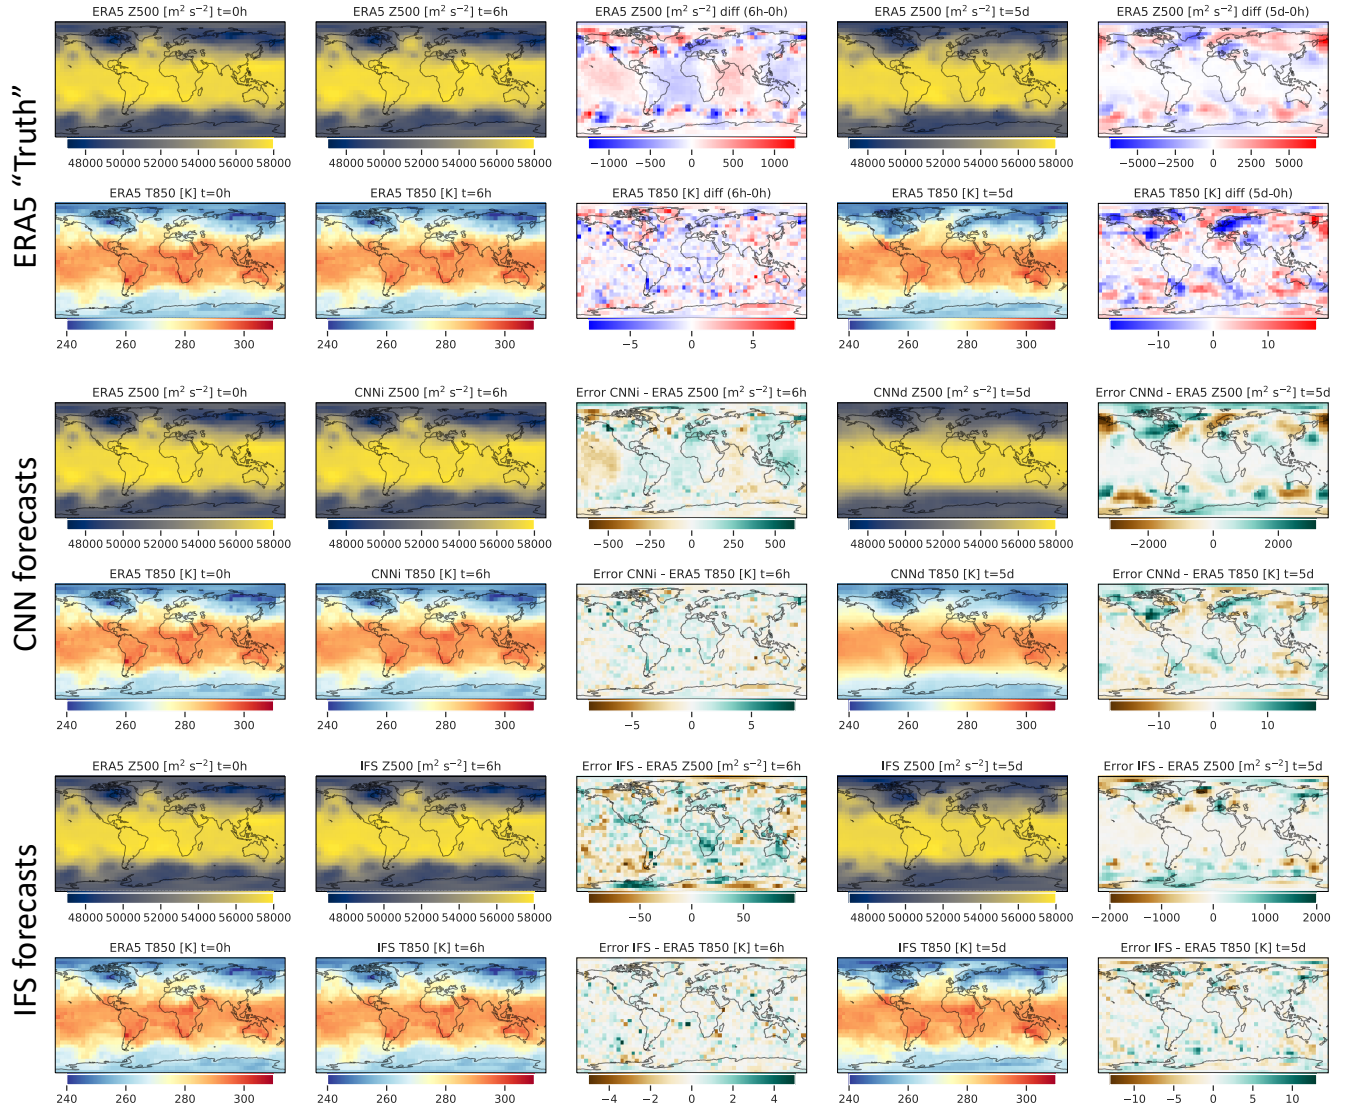 ERA5 "Truth"
ERA5 Z500 [m² s⁻²] t=0h
48000 50000 52000 54000 56000 58000
ERA5 Z500 [m² s⁻²] t=6h
48000 50000 52000 54000 56000 58000
ERA5 Z500 [m² s⁻²] diff (6h-0h)
−1000 −500 0 500 1000
ERA5 Z500 [m² s⁻²] t=5d
48000 50000 52000 54000 56000 58000
ERA5 Z500 [m² s⁻²] diff (5d-0h)
−5000 −2500 0 2500 5000
ERA5 T850 [K] t=0h
240 260 280 300
ERA5 T850 [K] t=6h
240 260 280 300
ERA5 T850 [K] diff (6h-0h)
−5 0 5
ERA5 T850 [K] t=5d
240 260 280 300
ERA5 T850 [K] diff (5d-0h)
−10 0 10
CNN forecasts
ERA5 Z500 [m² s⁻²] t=0h
48000 50000 52000 54000 56000 58000
CNNi Z500 [m² s⁻²] t=6h
48000 50000 52000 54000 56000 58000
Error CNNi - ERA5 Z500 [m² s⁻²] t=6h
−500 −250 0 250 500
CNNd Z500 [m² s⁻²] t=5d
48000 50000 52000 54000 56000 58000
Error CNNd - ERA5 Z500 [m² s⁻²] t=5d
−2000 0 2000
ERA5 T850 [K] t=0h
240 260 280 300
CNNi T850 [K] t=6h
240 260 280 300
Error CNNi - ERA5 T850 [K] t=6h
−5 0 5
CNNd T850 [K] t=5d
240 260 280 300
Error CNNd - ERA5 T850 [K] t=5d
−10 0 10
IFS forecasts
ERA5 Z500 [m² s⁻²] t=0h
48000 50000 52000 54000 56000 58000
IFS Z500 [m² s⁻²] t=6h
48000 50000 52000 54000 56000 58000
Error IFS - ERA5 Z500 [m² s⁻²] t=6h
−50 0 50
IFS Z500 [m² s⁻²] t=5d
48000 50000 52000 54000 56000 58000
Error IFS - ERA5 Z500 [m² s⁻²] t=5d
−2000 −1000 0 1000 2000
ERA5 T850 [K] t=0h
240 260 280 300
IFS T850 [K] t=6h
240 260 280 300
Error IFS - ERA5 T850 [K] t=6h
−4 −2 0 2 4
IFS T850 [K] t=5d
240 260 280 300
Error IFS - ERA5 T850 [K] t=5d
−10 −5 0 5 10